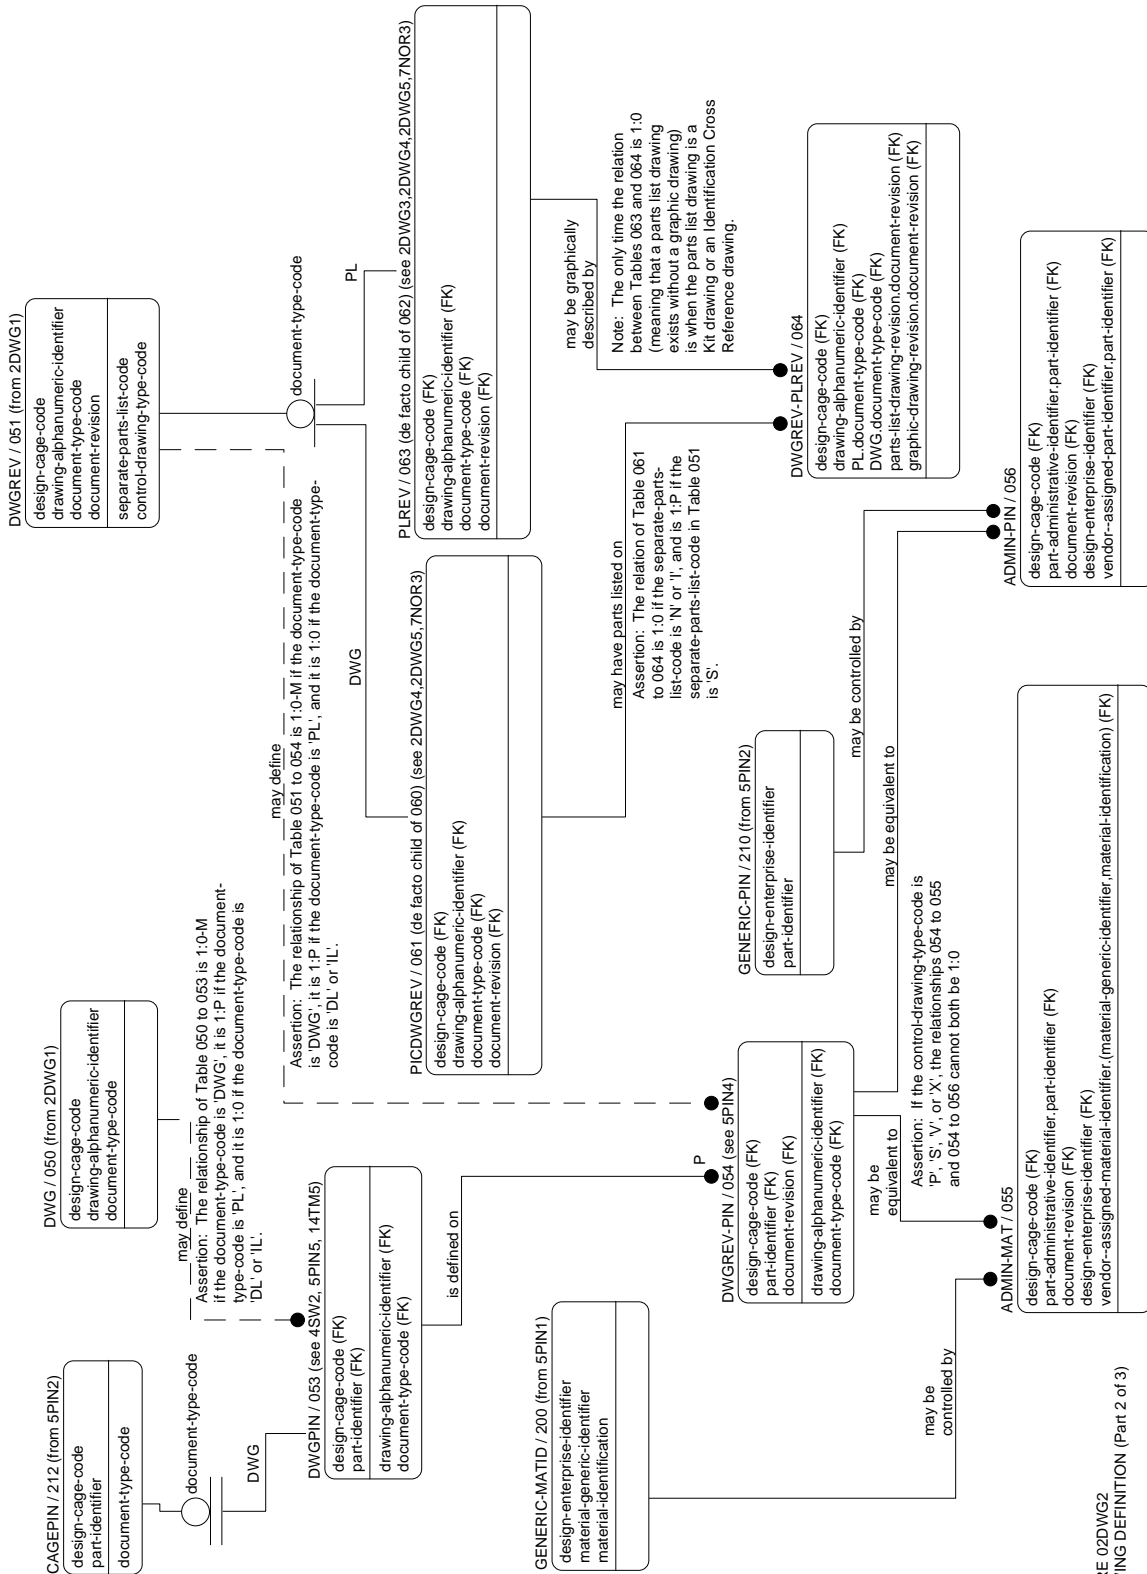 CAGEPIN / 212 (from 5PIN2)
design-cage-code
part-identifier
document-type-code
document-type-code
DWG
DWG / 050 (from 2DWG1)
design-cage-code
drawing-alphanumeric-identifier
document-type-code
may define
Assertion: The relationship of Table 050 to 053 is 1:0-M
if the document-type-code is 'DWG', it is 1:P if the document-
type-code is 'PL', and it is 1:0 if the document-type-code is
'DL' or 'IL'.
DWGREV / 051 (from 2DWG1)
design-cage-code
drawing-alphanumeric-identifier
document-type-code
document-revision
separate-parts-list-code
control-drawing-type-code
may define
Assertion: The relationship of Table 051 to 054 is 1:0-M if the document-type-code
is 'DWG', it is 1:P if the document-type-code is 'PL', and it is 1:0 if the document-type-
code is 'DL' or 'IL'.
document-type-code
DWG
PL
DWGPIN / 053 (see 4SW2, 5PIN5, 14TM5)
design-cage-code (FK)
part-identifier (FK)
drawing-alphanumeric-identifier (FK)
document-type-code (FK)
is defined on
P
PICDWGREV / 061 (de facto child of 060) (see 2DWG4,2DWG5,7NOR3)
design-cage-code (FK)
drawing-alphanumeric-identifier (FK)
document-type-code (FK)
document-revision (FK)
PLREV / 063 (de facto child of 062) (see 2DWG3,2DWG4,2DWG5,7NOR3)
design-cage-code (FK)
drawing-alphanumeric-identifier (FK)
document-type-code (FK)
document-revision (FK)
may have parts listed on
Assertion: The relation of Table 061
to 064 is 1:0 if the separate-parts-
list-code is 'N' or 'I', and is 1:P if the
separate-parts-list-code in Table 051
is 'S'.
may be graphically
described by
Note: The only time the relation
between Tables 063 and 064 is 1:0
(meaning that a parts list drawing
exists without a graphic drawing)
is when the parts list drawing is a
Kit drawing or an Identification Cross
Reference drawing.
GENERIC-MATID / 200 (from 5PIN1)
design-enterprise-identifier
material-generic-identifier
material-identification
DWGREV-PIN / 054 (see 5PIN4)
design-cage-code (FK)
part-identifier (FK)
document-revision (FK)
drawing-alphanumeric-identifier (FK)
document-type-code (FK)
GENERIC-PIN / 210 (from 5PIN2)
design-enterprise-identifier
part-identifier
DWGREV-PLREV / 064
design-cage-code (FK)
drawing-alphanumeric-identifier (FK)
PL.document-type-code (FK)
DWG.document-type-code (FK)
parts-list-drawing-revision.document-revision (FK)
graphic-drawing-revision.document-revision (FK)
may be
controlled by
may be
equivalent to
Assertion: If the control-drawing-type-code is
'P', 'S', 'V', or 'X', the relationships 054 to 055
and 054 to 056 cannot both be 1:0
may be equivalent to
may be controlled by
ADMIN-MAT / 055
design-cage-code (FK)
part-administrative-identifier.part-identifier (FK)
document-revision (FK)
design-enterprise-identifier (FK)
vendor--assigned-material-identifier.(material-generic-identifier,material-identification) (FK)
ADMIN-PIN / 056
design-cage-code (FK)
part-administrative-identifier.part-identifier (FK)
document-revision (FK)
design-enterprise-identifier (FK)
vendor--assigned-part-identifier.part-identifier (FK)
RE 02DWG2
ING DEFINITION (Part 2 of 3)